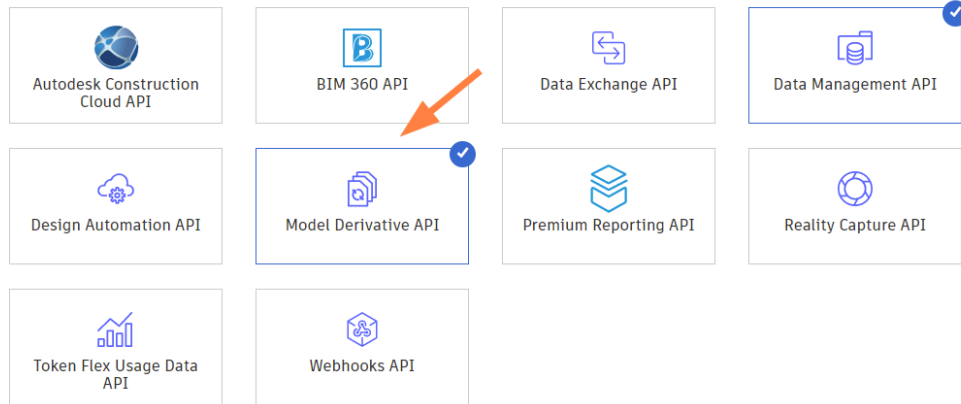 Autodesk Construction
Cloud API
BIM 360 API
Data Exchange API
Data Management API
Design Automation API
Model Derivative API
Premium Reporting API
Reality Capture API
Token Flex Usage Data
API
Webhooks API